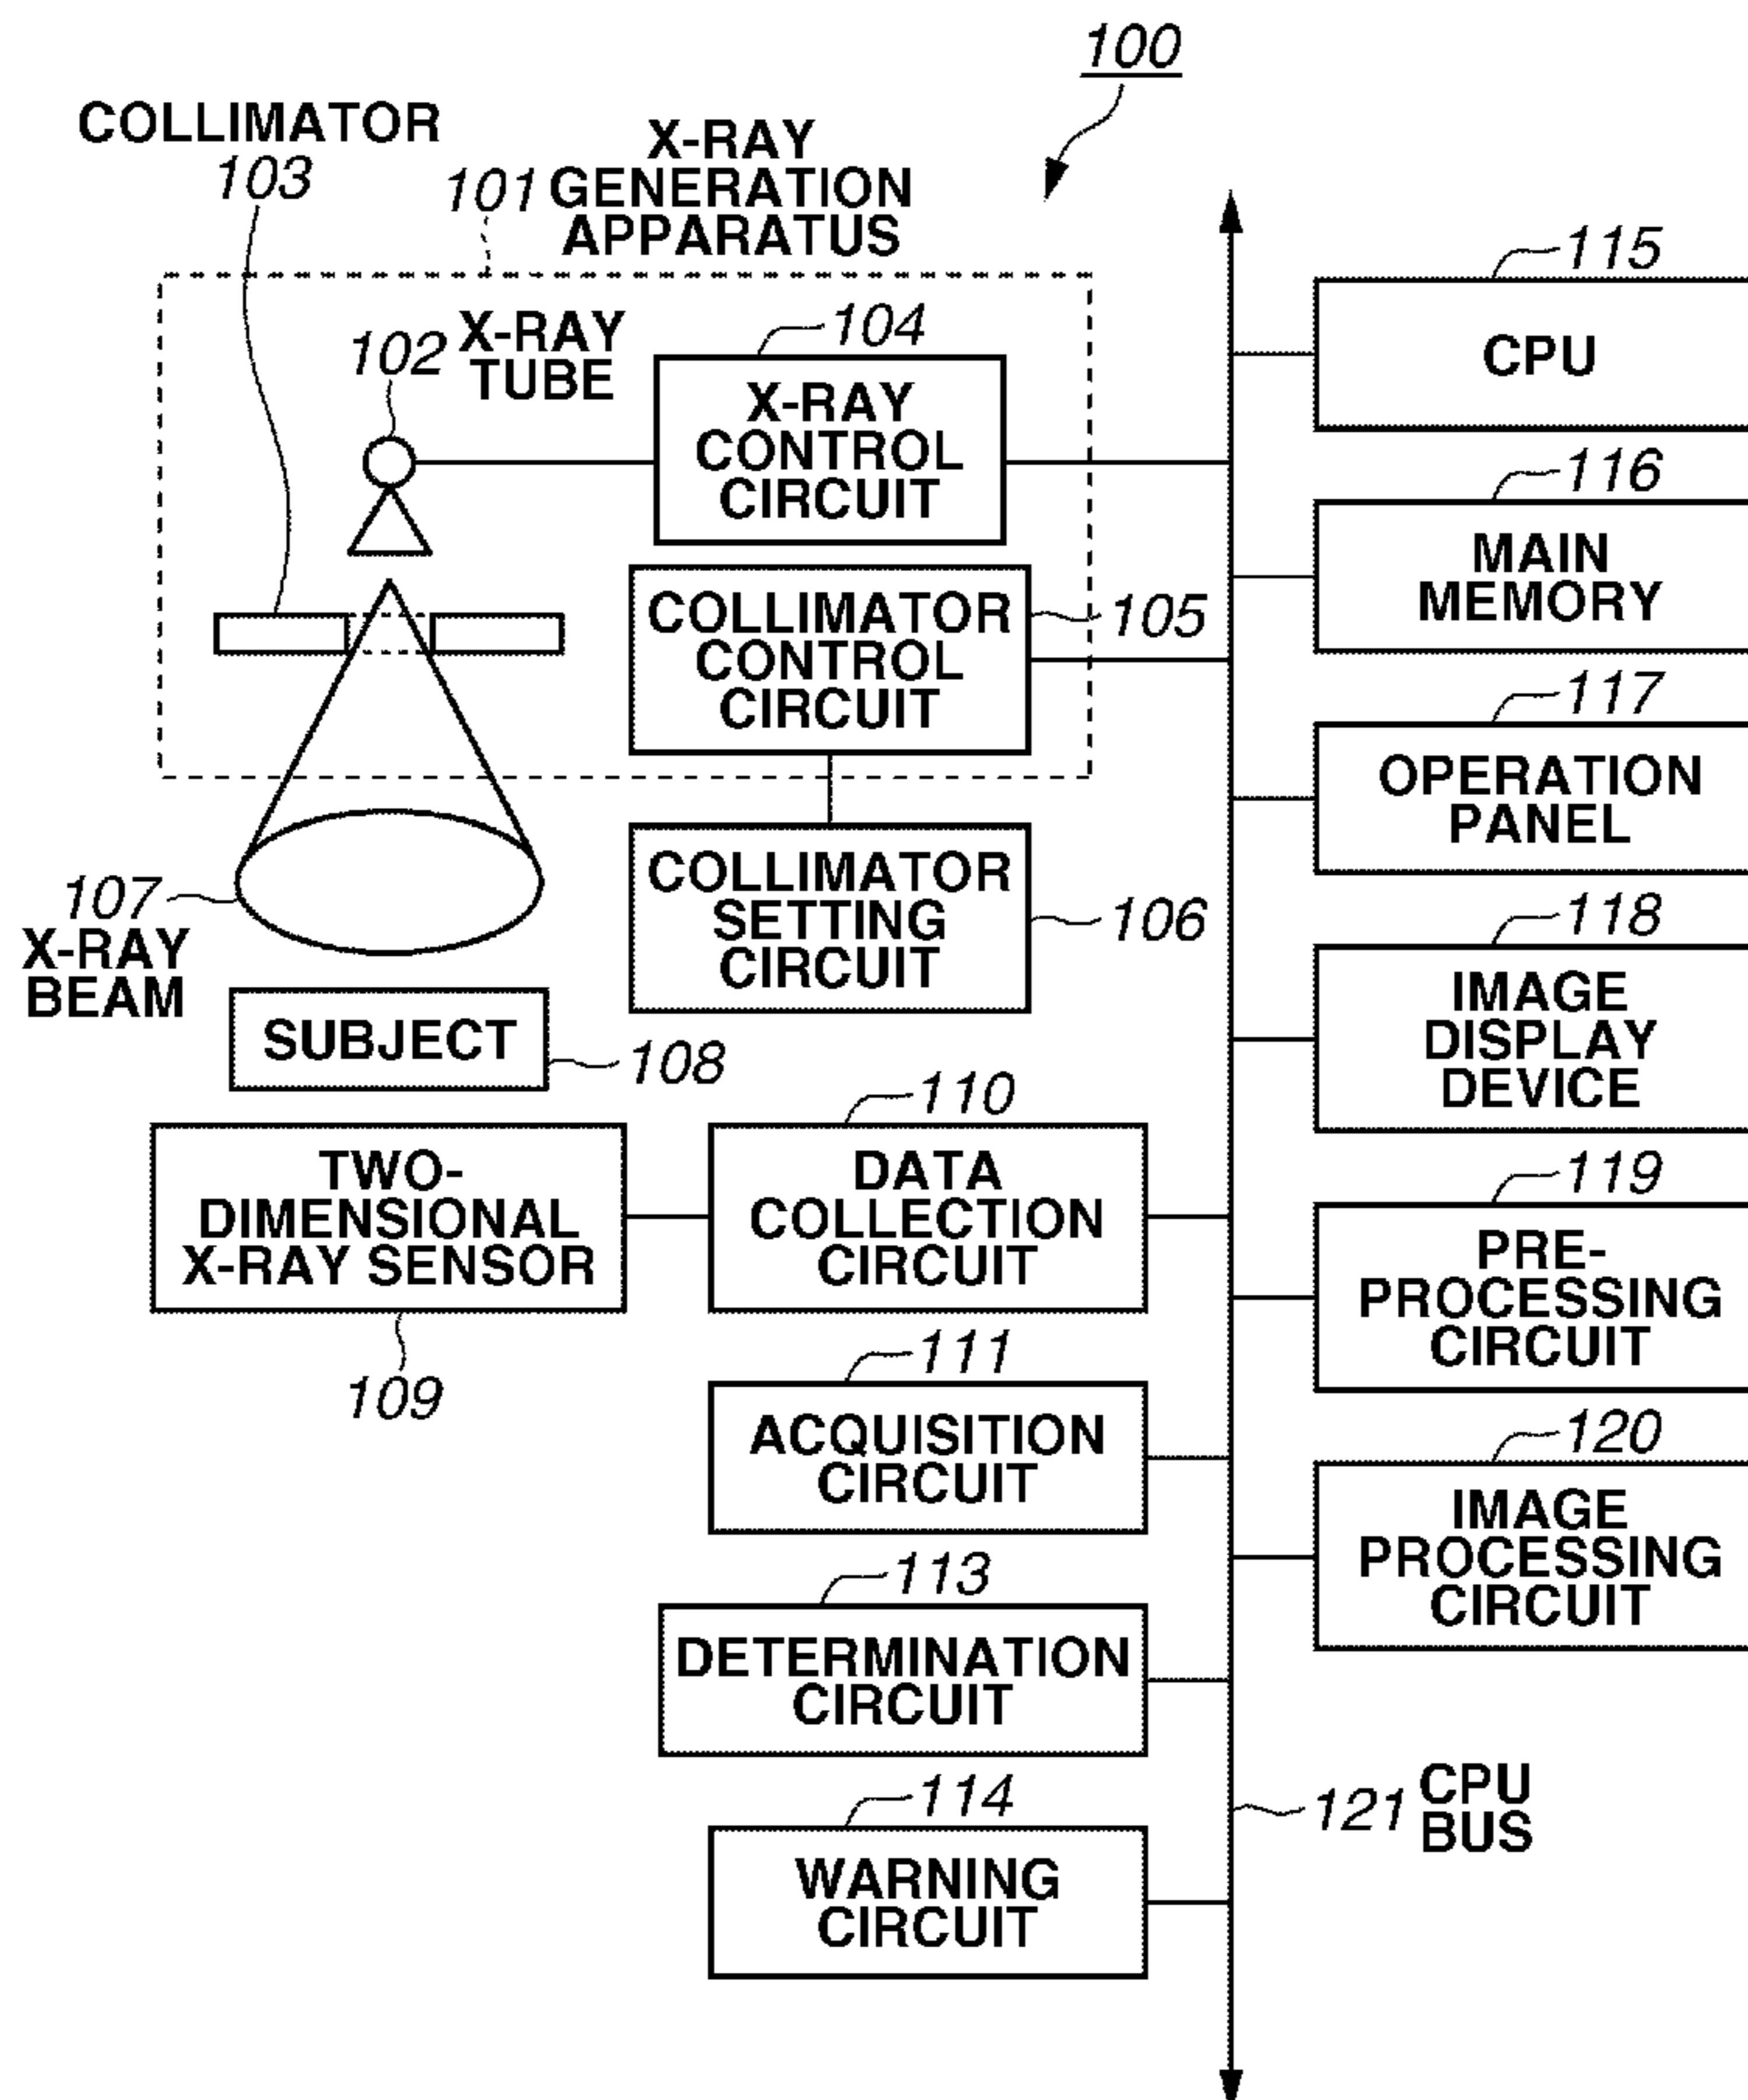 100
COLLIMATOR
103
101
X-RAY
GENERATION
APPARATUS
102
X-RAY
TUBE
104
X-RAY
CONTROL
CIRCUIT
COLLIMATOR
CONTROL
CIRCUIT
105
COLLIMATOR
SETTING
CIRCUIT
106
107
X-RAY
BEAM
SUBJECT
108
TWO-
DIMENSIONAL
X-RAY SENSOR
109
110
DATA
COLLECTION
CIRCUIT
111
ACQUISITION
CIRCUIT
113
DETERMINATION
CIRCUIT
114
WARNING
CIRCUIT
115
CPU
116
MAIN
MEMORY
117
OPERATION
PANEL
118
IMAGE
DISPLAY
DEVICE
119
PRE-
PROCESSING
CIRCUIT
120
IMAGE
PROCESSING
CIRCUIT
121
CPU
BUS